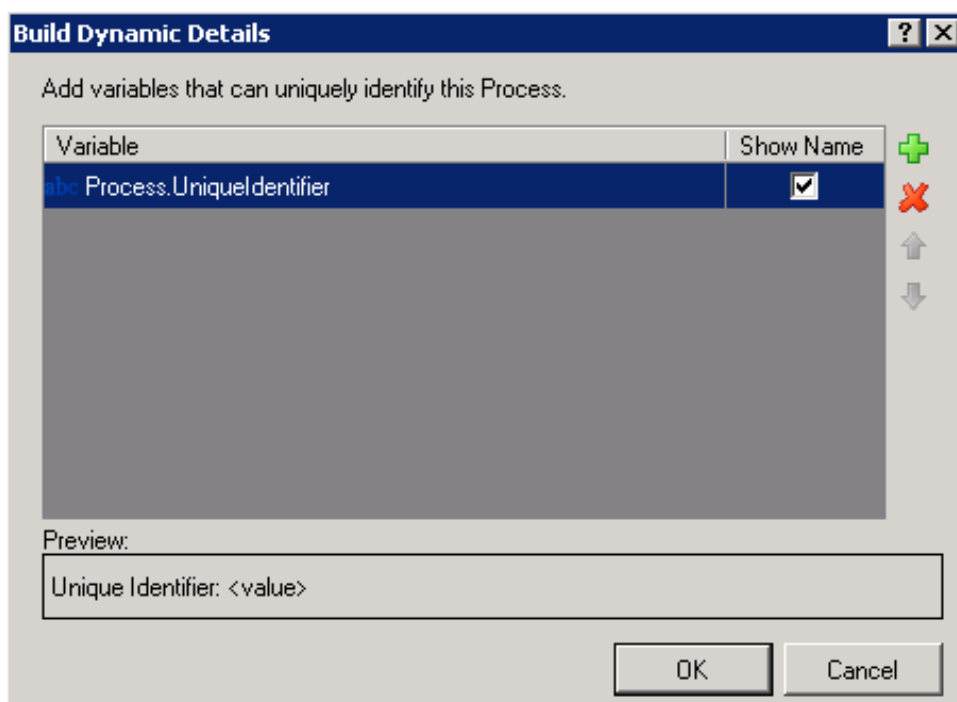 Build Dynamic Details ?
Add variables that can uniquely identify this Process.
Variable Show Name
abc Process.UniqueIdentifier
Preview:
Unique Identifier: <value>
OK Cancel